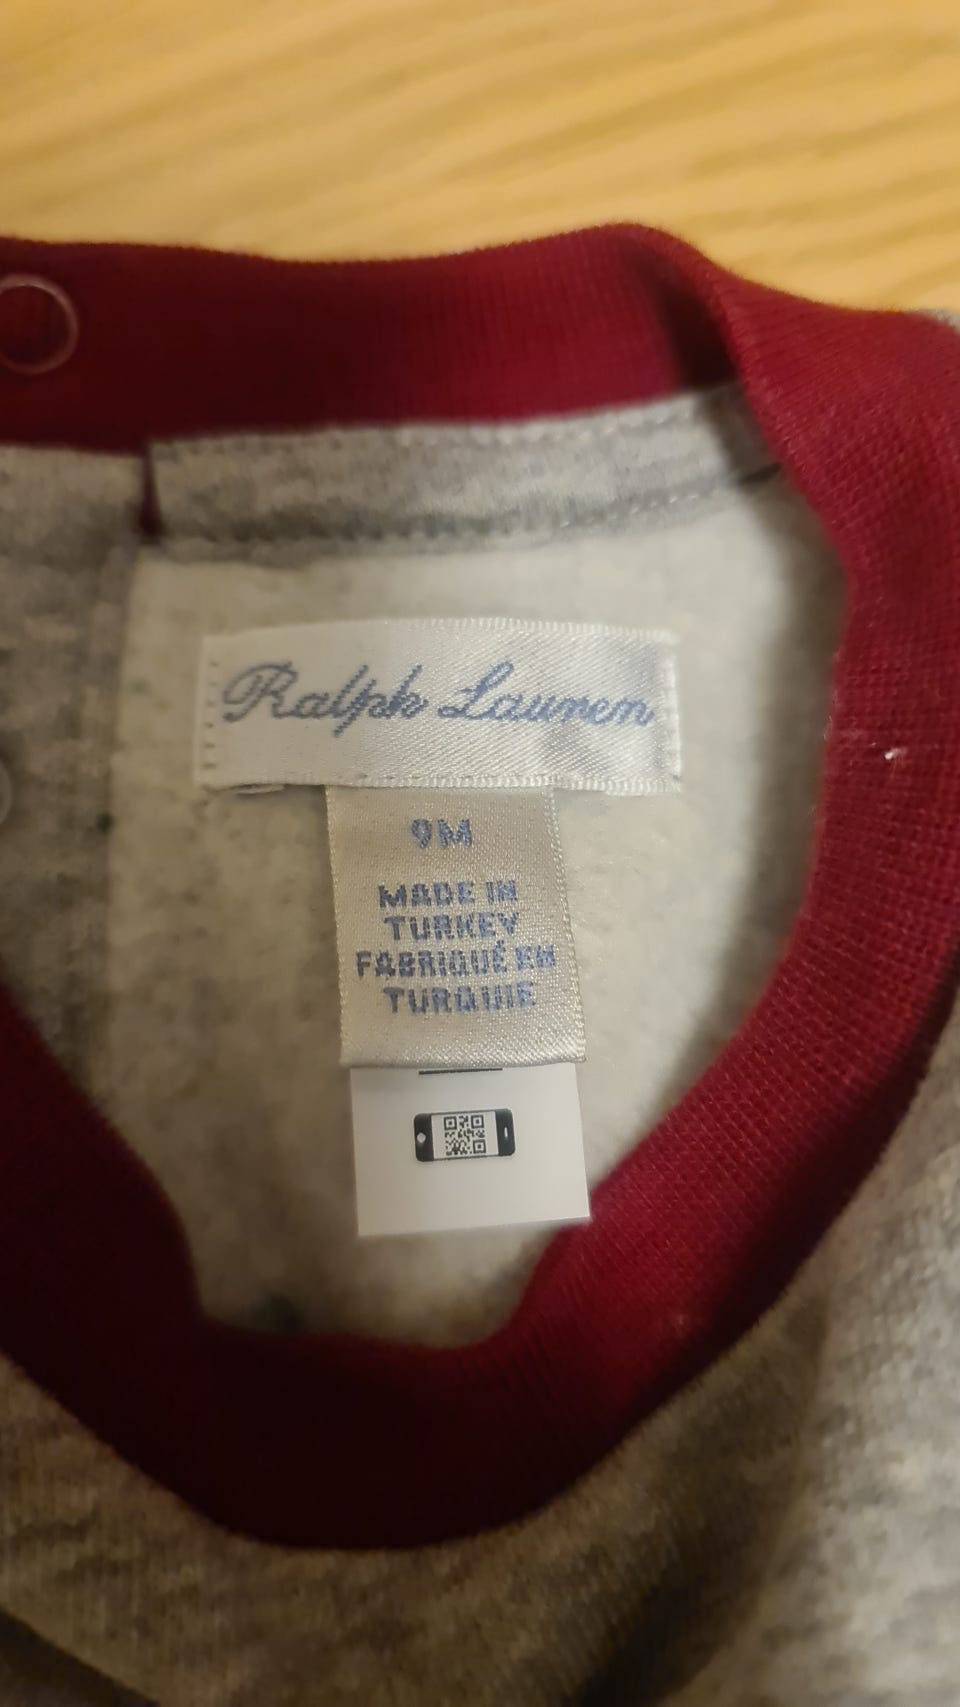 Ralph Lauren
9M
MADE IN
TURKEY
FABRIQUÉ EN
TURQUIE